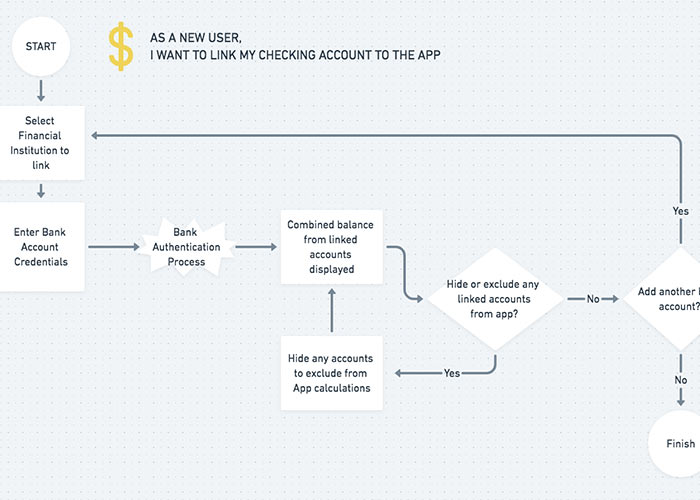 START
AS A NEW USER,
I WANT TO LINK MY CHECKING ACCOUNT TO THE APP
Select
Financial
Institution to
link
Enter Bank
Account
Credentials
Bank
Authentication
Process
Combined balance
from linked
accounts
displayed
Hide or exclude any
linked accounts
from app?
No
Add another
account?
Yes
Yes
Hide any accounts
to exclude from
App calculations
No
Finish